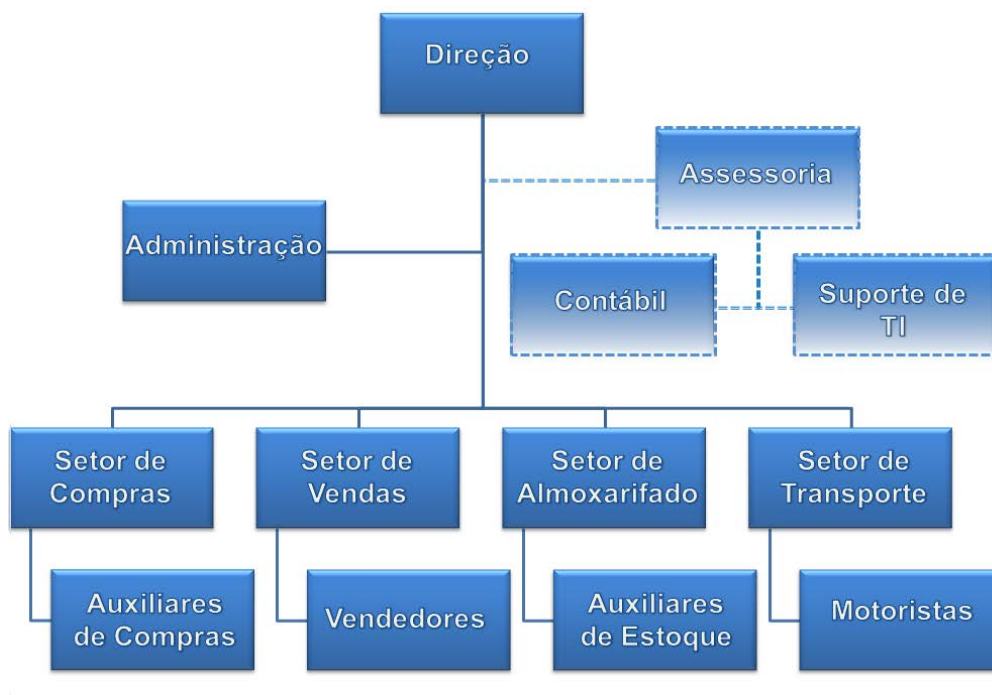 Direção
Assessoria
Administração
Contábil
Suporte de
TI
Setor de
Compras
Setor de
Vendas
Setor de
Almoxarifado
Setor de
Transporte
Auxiliares
de Compras
Vendedores
Auxiliares
de Estoque
Motoristas